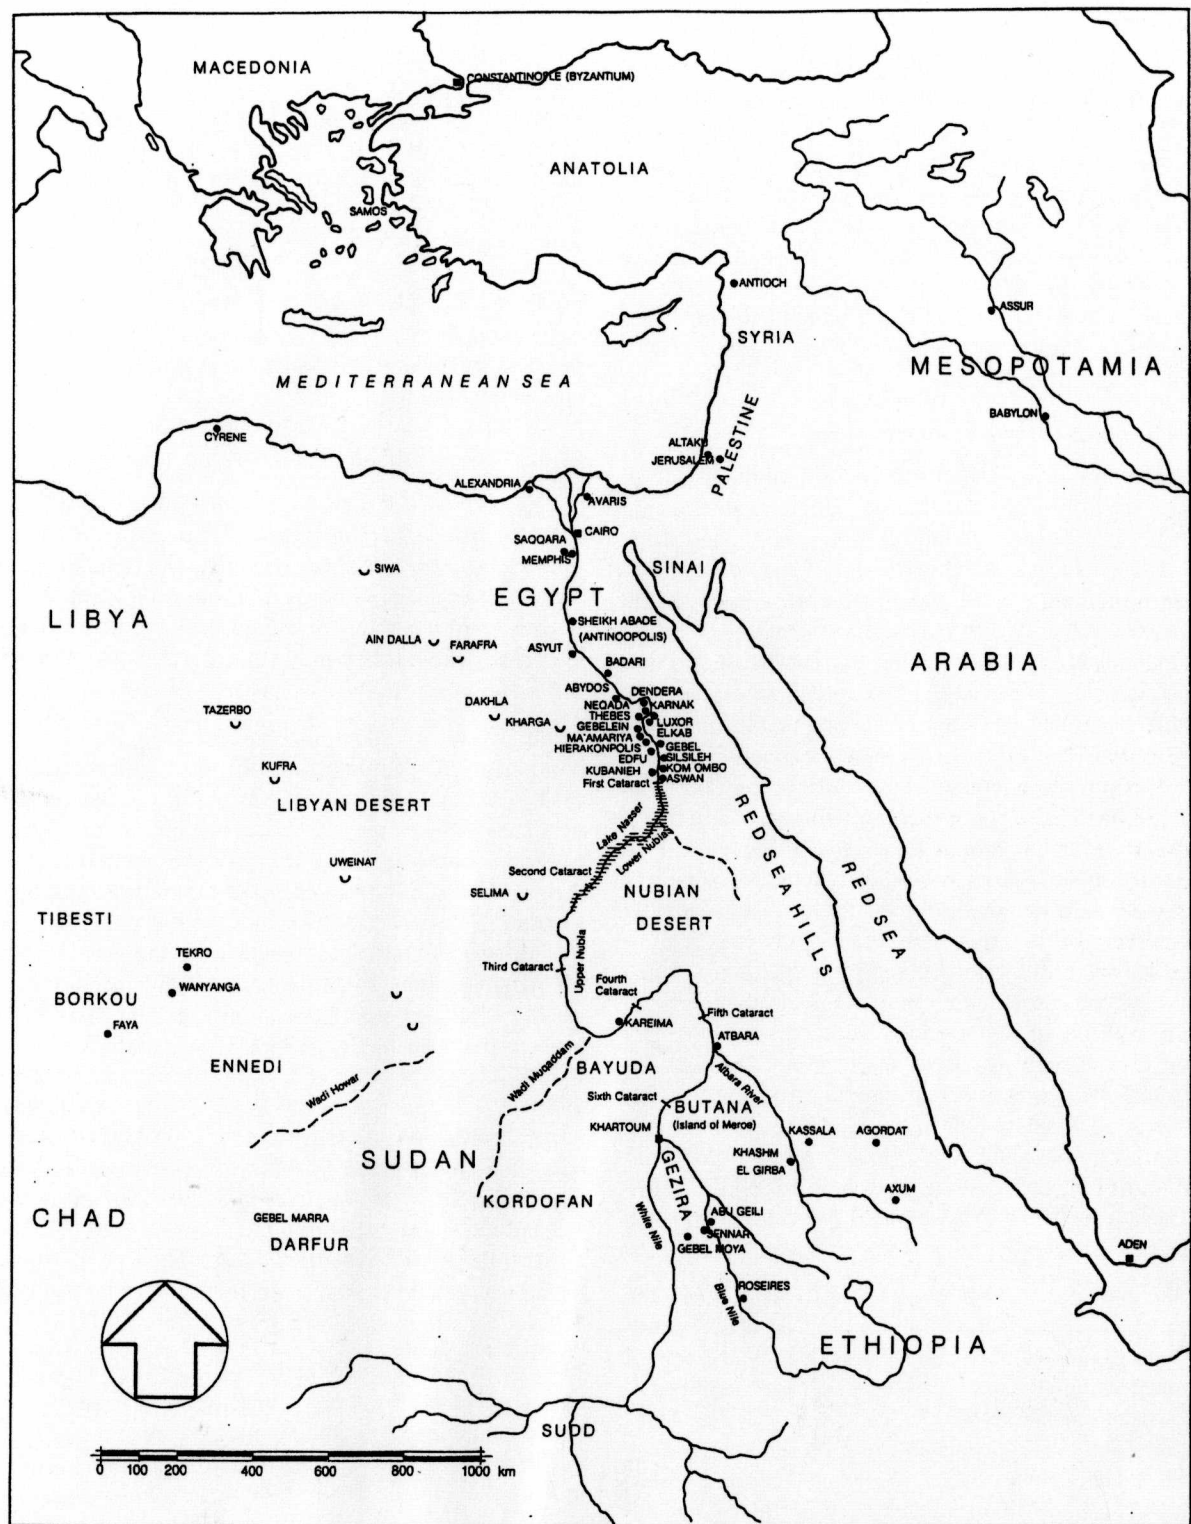 MACEDONIA
CONSTANTINOPLE (BYZANTIUM)
ANATOLIA
SAMOS
ANTIOCH
ASSUR
SYRIA
MESOPOTAMIA
MEDITERRANEAN SEA
BABYLON
CYRENE
ALTAKU
JERUSALEM
PALESTINE
ALEXANDRIA
AVARIS
CAIRO
SAQQARA
MEMPHIS
SIWA
SINAI
EGYPT
LIBYA
SHEIKH ABADE
(ANTINOOPOLIS)
AIN DALLA
FARAFRA
ASYUT
BADARI
ARABIA
ABYDOS
DENDERA
DAKHLA
NEQADA
KARNAK
TAZERBO
KHARGA
THEBES
LUXOR
GEBELEIN
ELKAB
MA'AMARIYA
HIERAKONPOLIS
GEBEL
SILSILEH
EDFU
KOM OMBO
KUBANIEH
ASWAN
First Cataract
KUFRA
LIBYAN DESERT
Lake Nasser
Lower Nubia
RED SEA HILLS
RED SEA
UWEINAT
Second Cataract
SELIMA
NUBIAN
DESERT
TIBESTI
TEKRO
Third Cataract
Upper Nubia
Fourth
Cataract
WANYANGA
BORKOU
FAYA
KAREIMA
Fifth Cataract
ATBARA
ENNEDI
Wadi Howar
Wadi Muqaddam
BAYUDA
Atbara River
Sixth Cataract
BUTANA
(Island of Meroe)
KHARTOUM
KASSALA
AGORDAT
SUDAN
GEZIRA
KHASHM
EL GIRBA
KORDOFAN
AXUM
CHAD
GEBEL MARRA
DARFUR
White Nile
ABU GEILI
SENNAR
GEBEL MOYA
ADEN
Blue Nile
ROSEIRES
ETHIOPIA
SUDD
0 100 200 400 600 800 1000 km